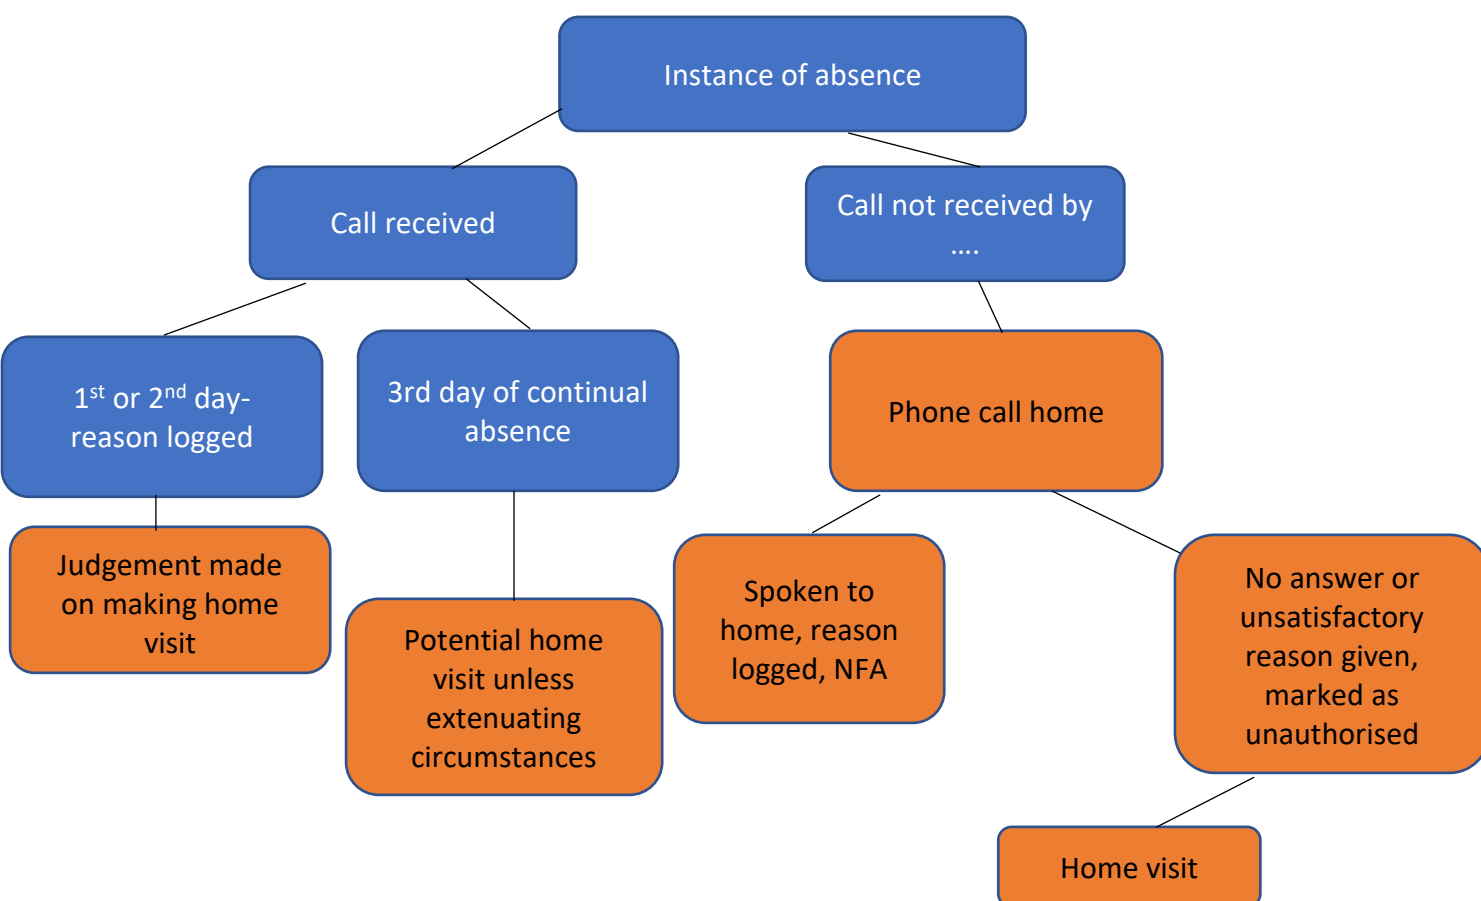 Instance of absence
Call received
Call not received by
....
1st or 2nd day-
reason logged
3rd day of continual
absence
Phone call home
Judgement made
on making home
visit
Potential home
visit unless
extenuating
circumstances
Spoken to
home, reason
logged, NFA
No answer or
unsatisfactory
reason given,
marked as
unauthorised
Home visit